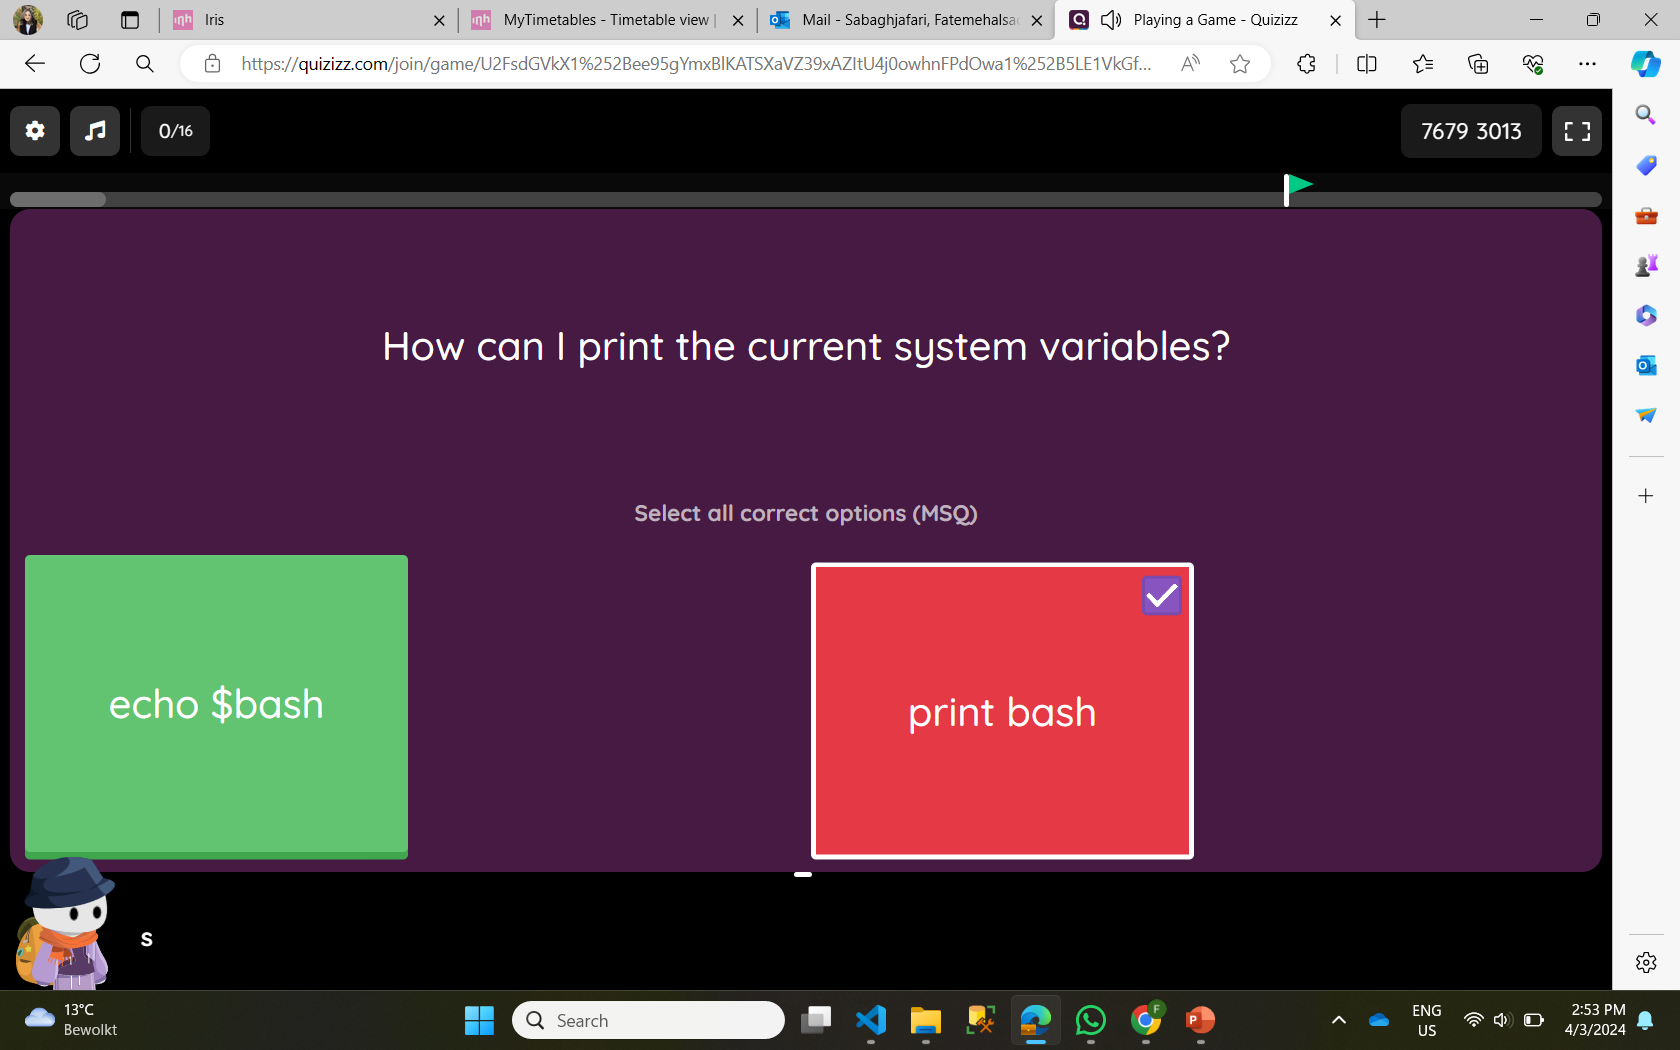 Iris
MyTimetables - Timetable view |
Mail - Sabaghjafari, Fatemehalsa
Playing a Game - Quizizz
https://quizizz.com/join/game/U2FsdGVkX1%252Bee95gYmxBlKATSXaVZ39xAZItU4j0owhnFPdOwa1%252B5LE1VkGf...
0/16
7679 3013
How can I print the current system variables?
Select all correct options (MSQ)
echo $bash
print bash
s
13°C
Bewolkt
Search
ENG
US
2:53 PM
4/3/2024